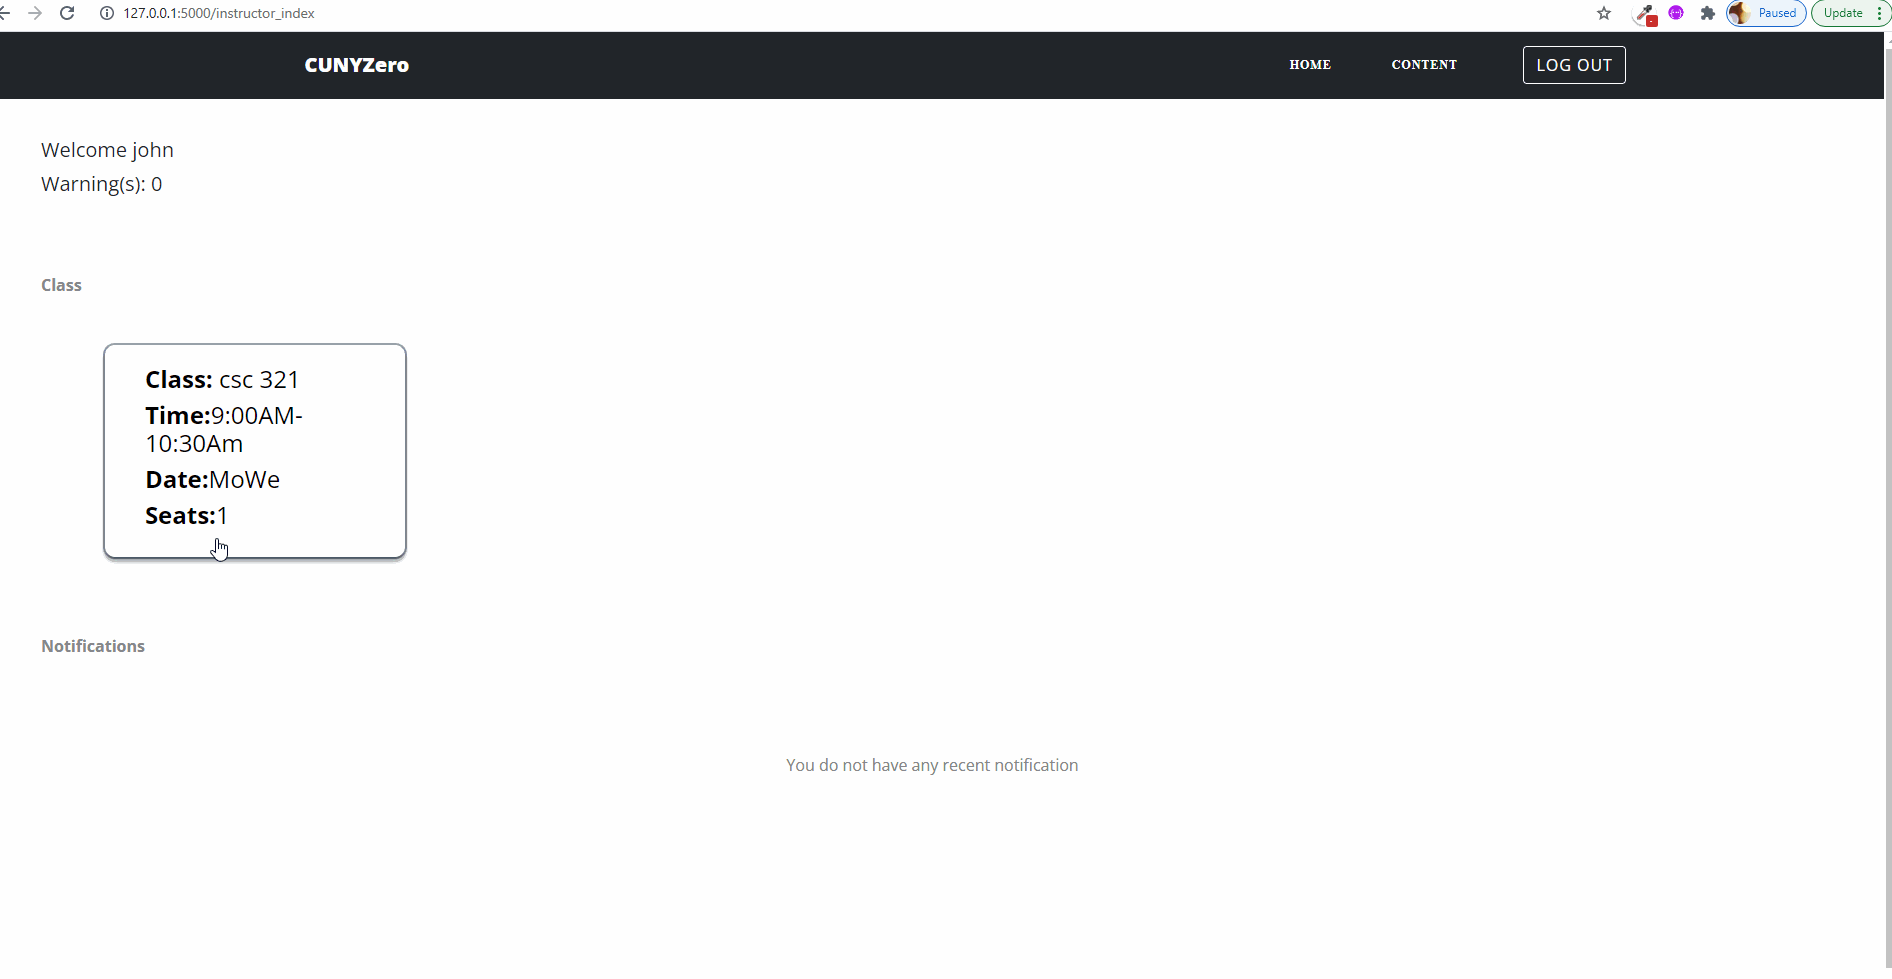 127.0.0.1:5000/instructor_index
Paused
Update
CUNYZero
HOME
CONTENT
LOG OUT
Welcome john
Warning(s): 0
Class
Class: csc 321
Time:9:00AM-
10:30Am
Date:MoWe
Seats:1
Notifications
You do not have any recent notification